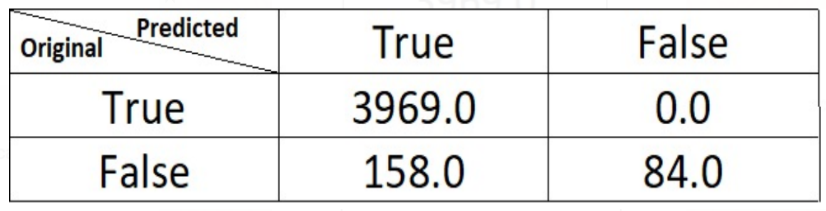 Predicted
Original True False
True 3969.0 0.0
False 158.0 84.0